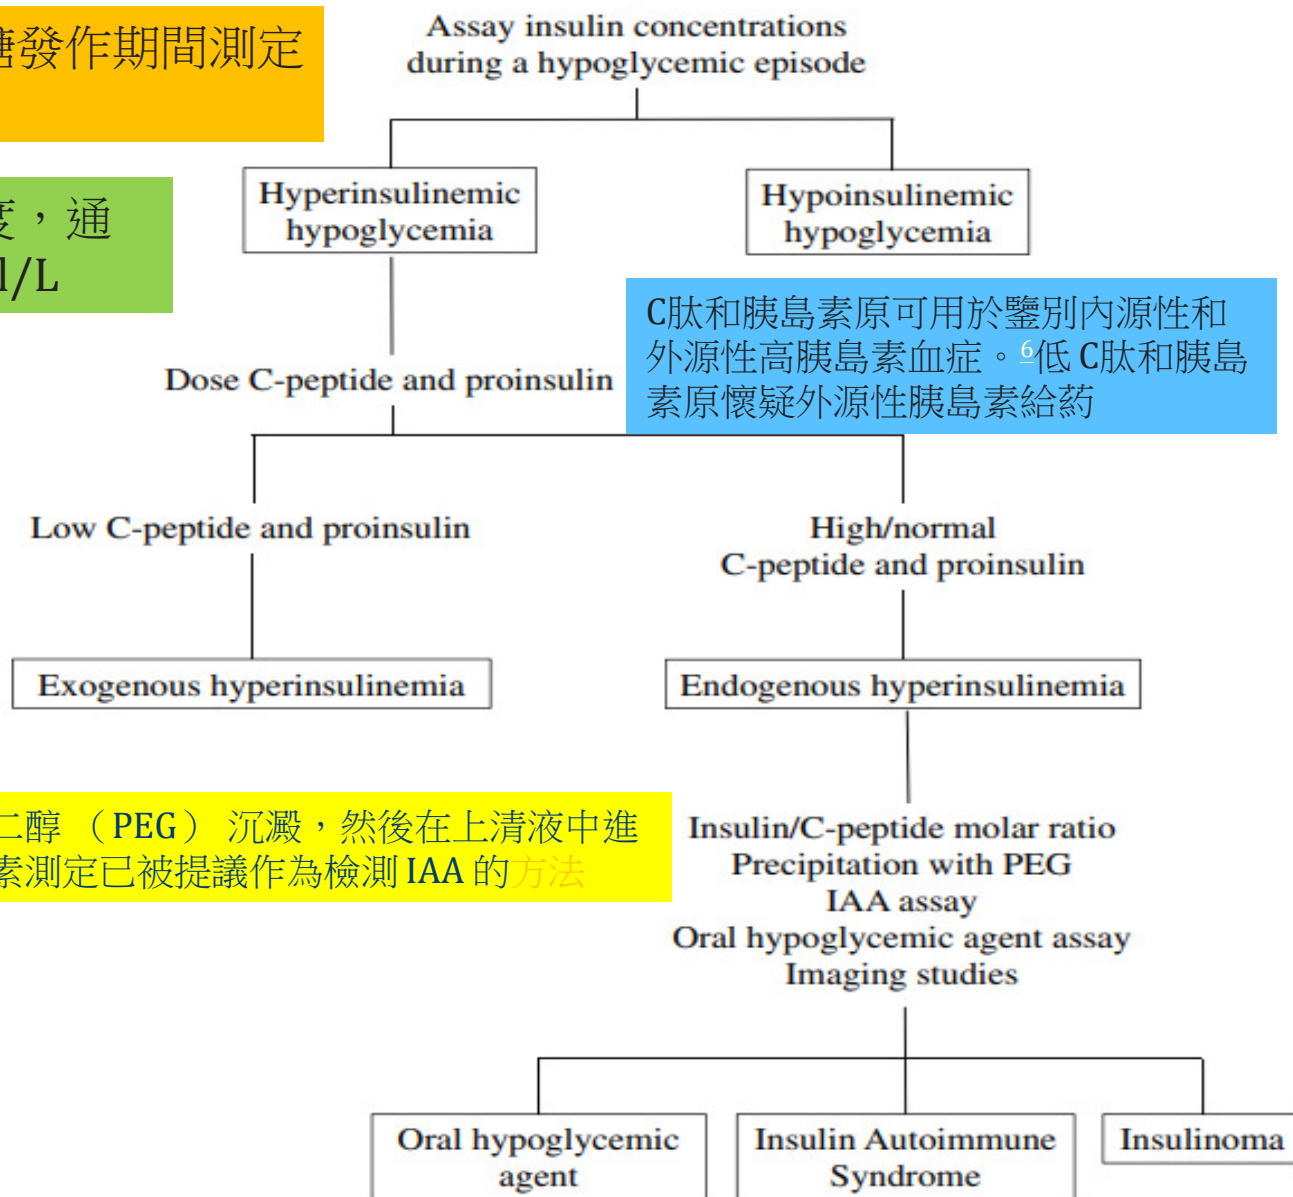 糖發作期間測定
Assay insulin concentrations
during a hypoglycemic episode
Hyperinsulinemic
hypoglycemia
Hypoinsulinemic
hypoglycemia
度，通
l/L
C肽和胰島素原可用於鑒別內源性和
外源性高胰島素血症。6低 C肽和胰島
素原懷疑外源性胰島素給葯
Dose C-peptide and proinsulin
Low C-peptide and proinsulin
High/normal
C-peptide and proinsulin
Exogenous hyperinsulinemia
Endogenous hyperinsulinemia
二醇 （PEG） 沉澱，然後在上清液中進
素測定已被提議作為檢測 IAA 的方法
Insulin/C-peptide molar ratio
Precipitation with PEG
IAA assay
Oral hypoglycemic agent assay
Imaging studies
Oral hypoglycemic
agent
Insulin Autoimmune
Syndrome
Insulinoma